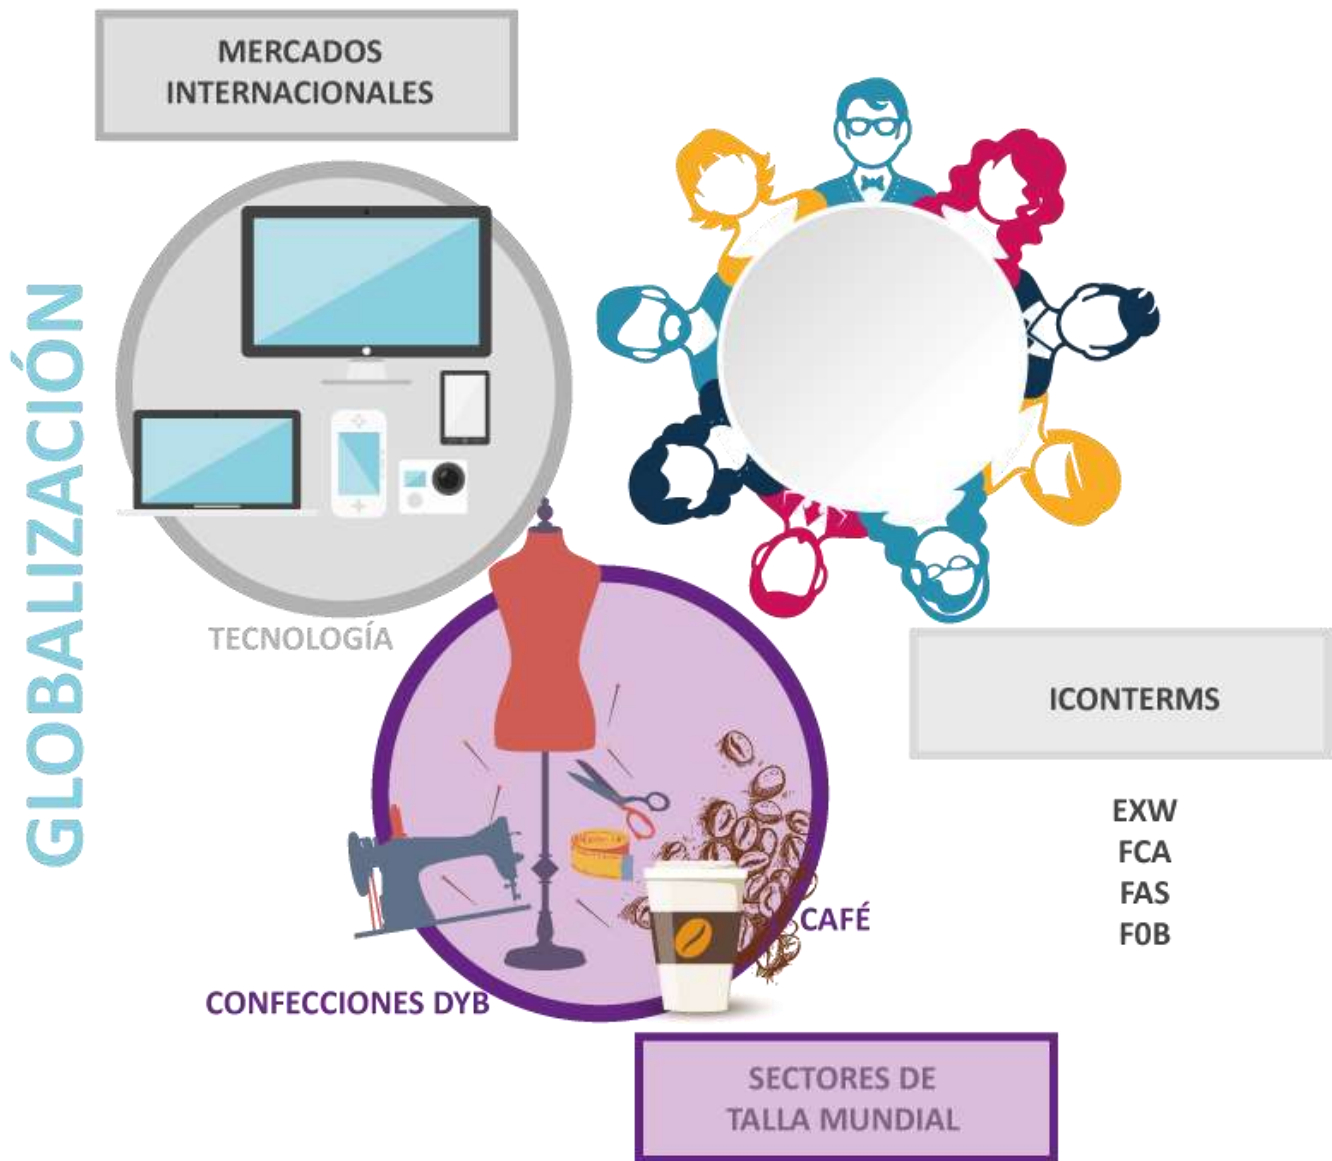 MERCADOS
INTERNACIONALES
GLOBALIZACIÓN
TECNOLOGÍA
ICONTERMS
EXW
FCA
FAS
F0B
CAFÉ
CONFECCIONES DYB
SECTORES DE
TALLA MUNDIAL